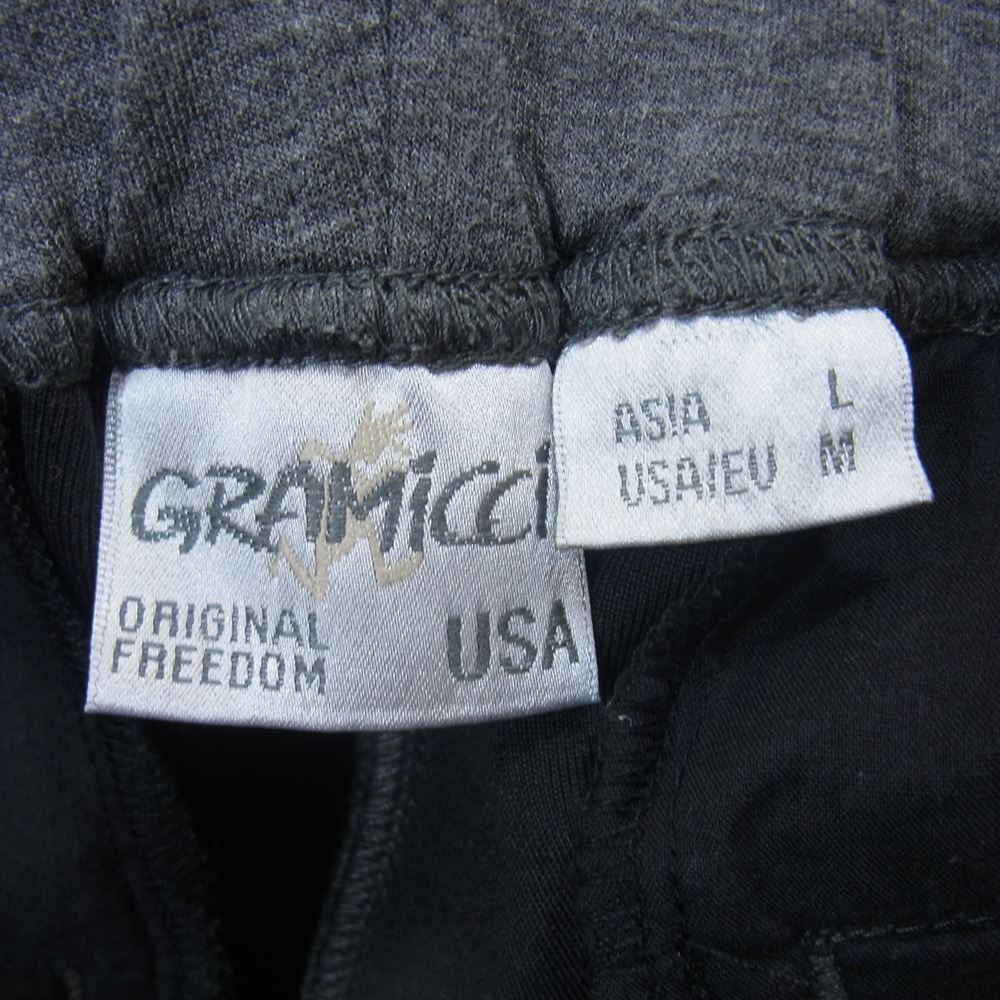 GRAMiCCi
ORIGINAL
FREEDOM
USA
ASIA L
USA/EU M